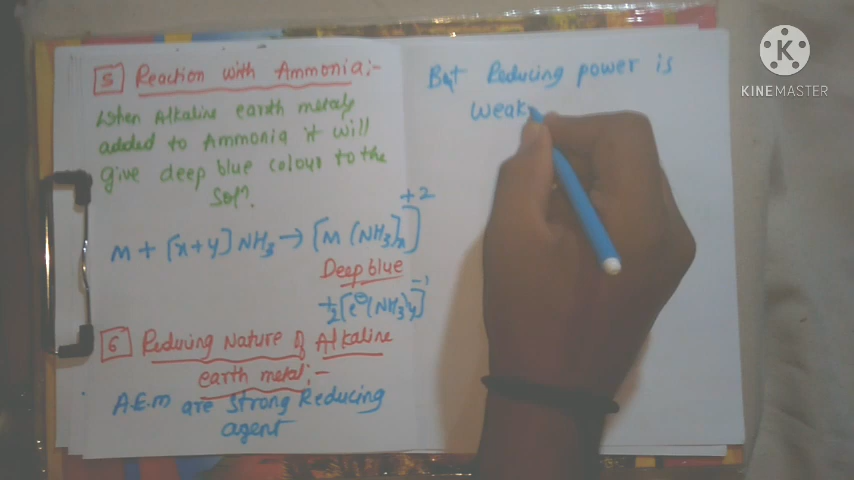 5 Reaction with Ammonia:-
When Alkaline earth metals
added to Ammonia it will
give deep blue colour to the
Solⁿ.
M + [x+y] NH₃ → [M (NH₃)ₓ]⁺²
Deep blue
+2[e⊖(NH₃)y]⁻¹
6 Reducing Nature of Alkaline
earth metal:-
A.E.M are Strong Reducing
agent
But Reducing power is
weak
K
KINEMASTER